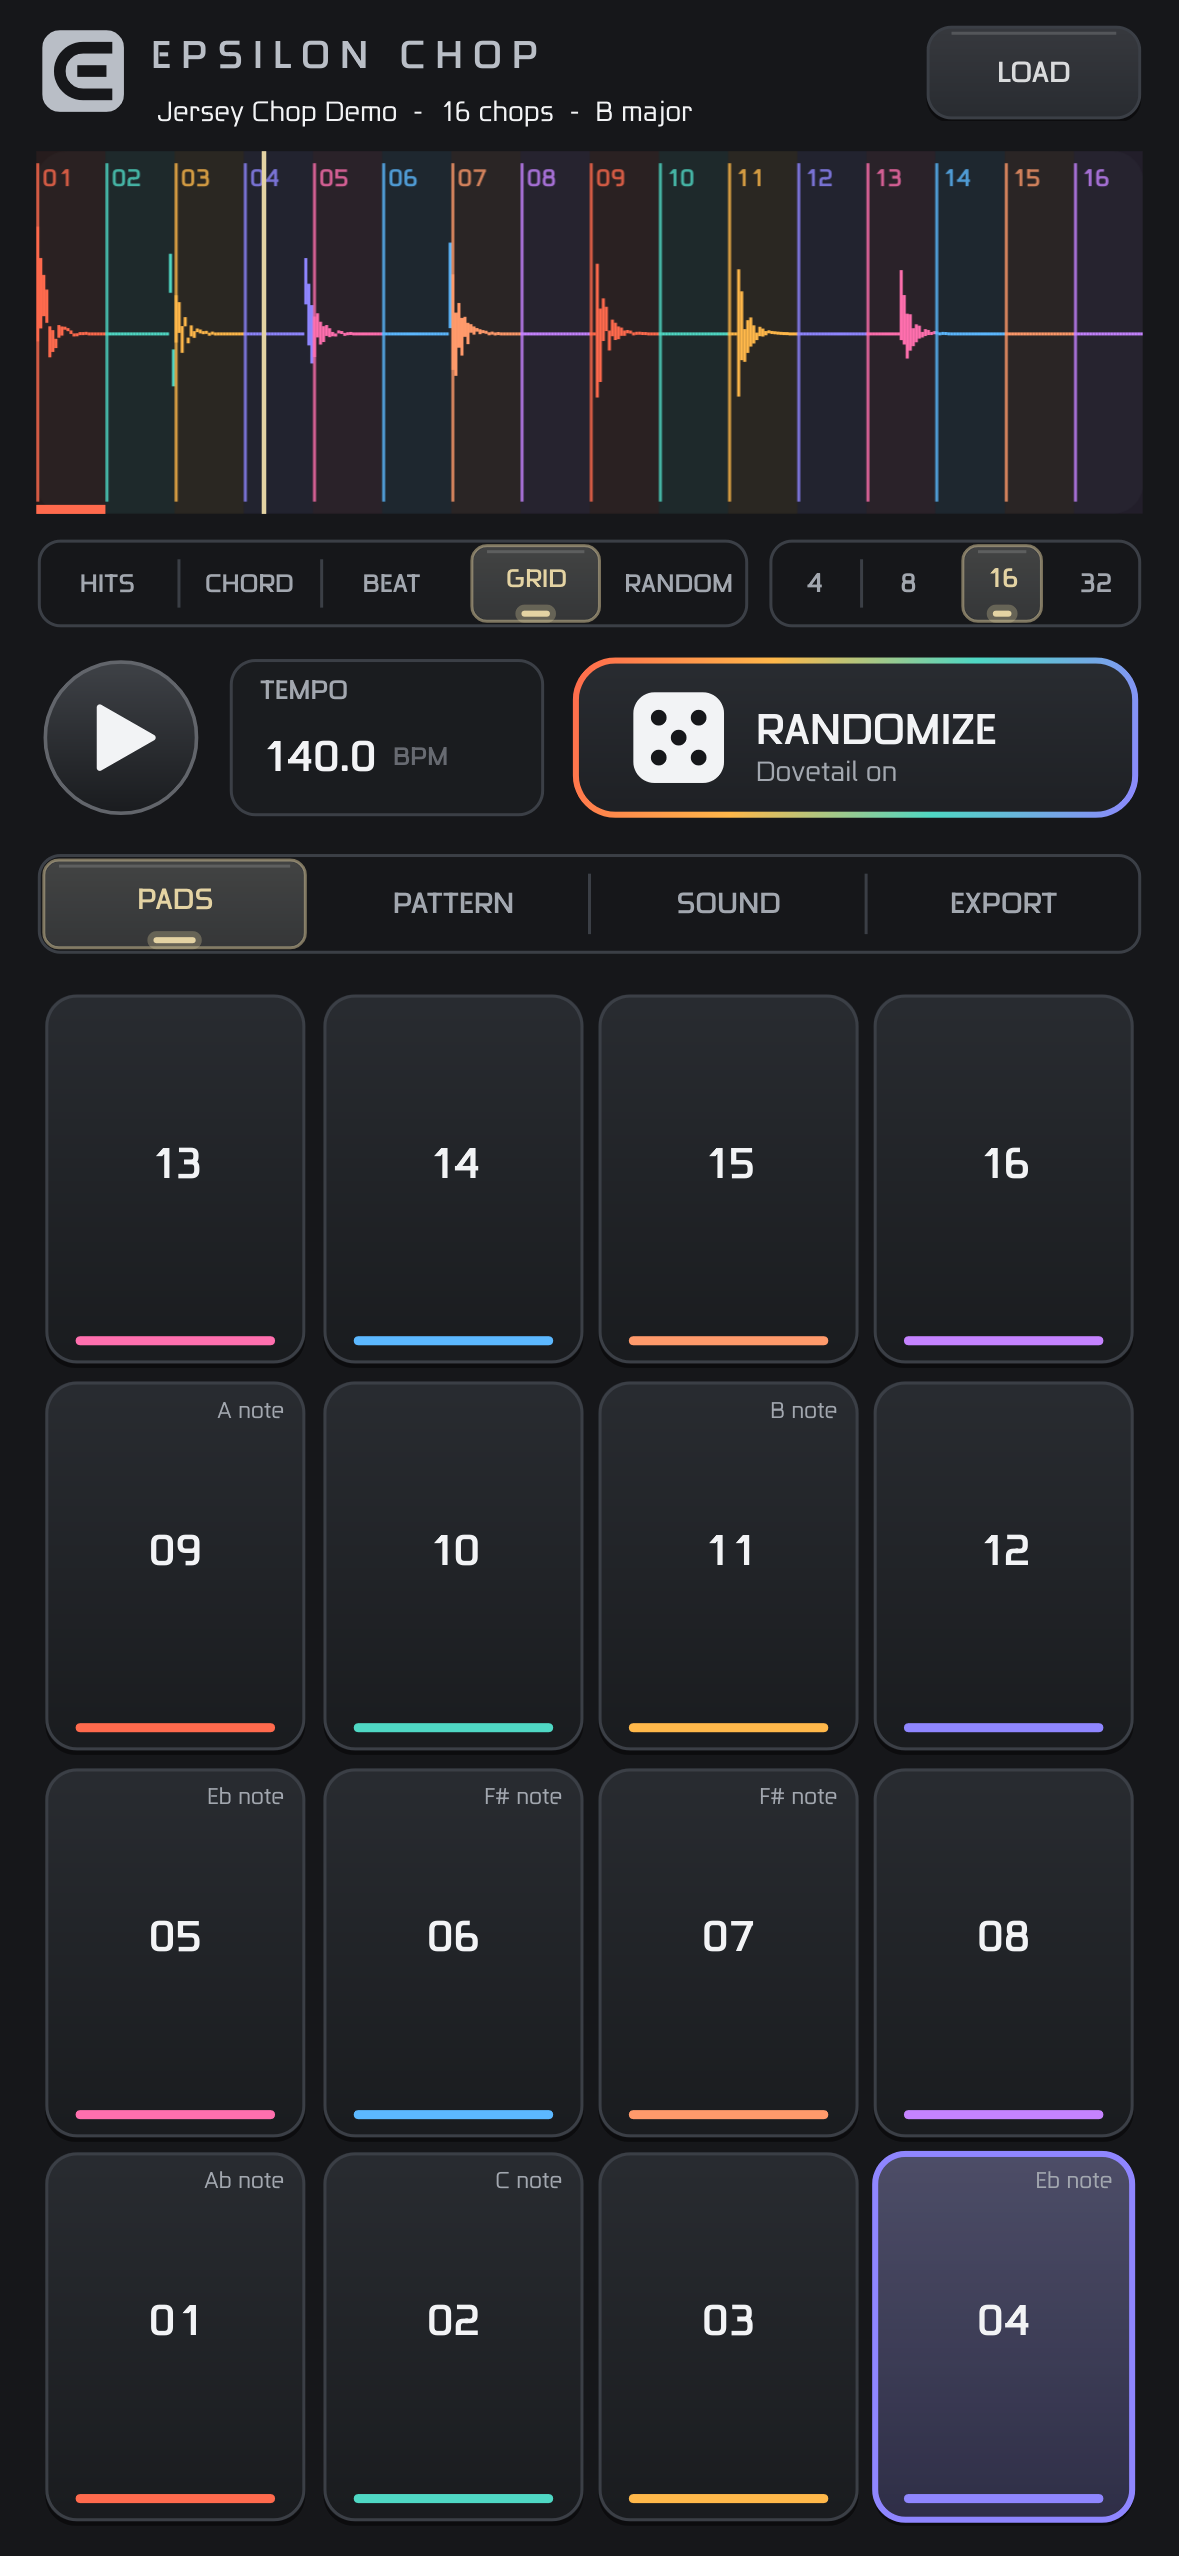 EPSILON CHOP
LOAD
Jersey Chop Demo - 16 chops - B major
01 02 03 04 05 06 07 08 09 10 11 12 13 14 15 16
HITS CHORD BEAT GRID RANDOM 4 8 16 32
TEMPO
140.0 BPM
RANDOMIZE
Dovetail on
PADS PATTERN SOUND EXPORT
13 14 15 16
A note B note
09 10 11 12
Eb note F# note F# note
05 06 07 08
Ab note C note Eb note
01 02 03 04